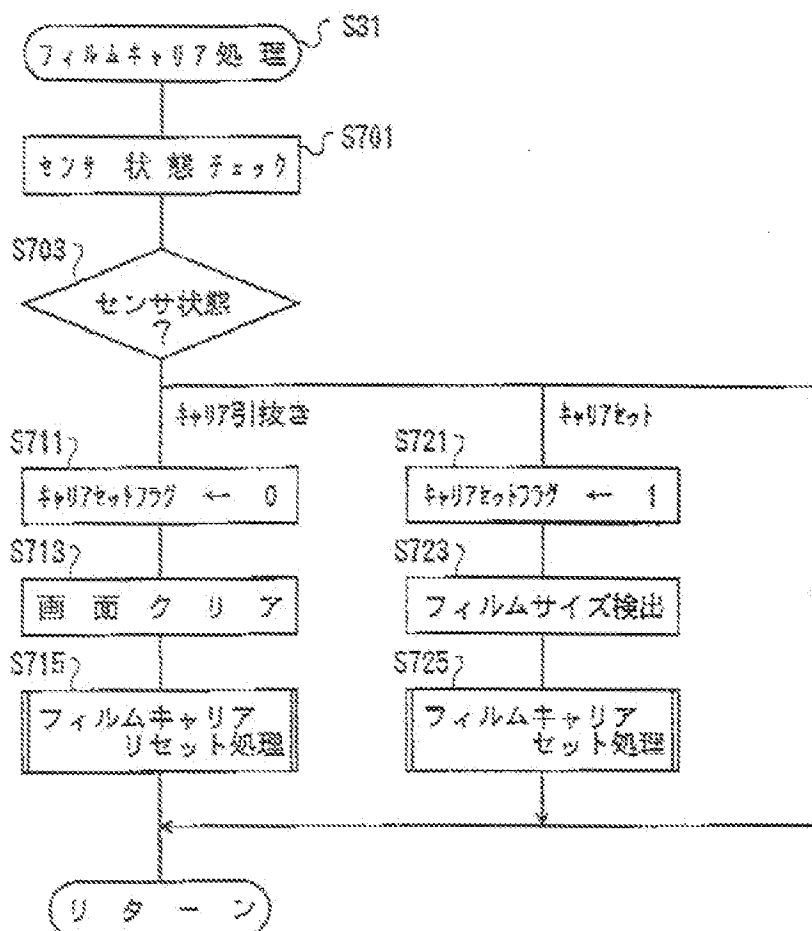 フィルムキャリア処理
S31
センサ 状態チェック
S701
S703
センサ状態
?
キャリア引抜き
キャリアセット
S711
キャリアセットフラグ ← 0
S721
キャリアセットフラグ ← 1
S713
画面クリア
S723
フィルムサイズ検出
S715
フィルムキャリア
リセット処理
S725
フィルムキャリア
セット処理
リターン